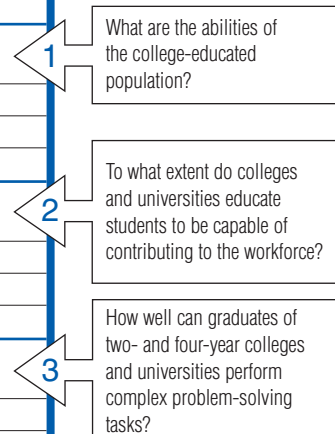 1
What are the abilities of
the college-educated
population?
2
To what extent do colleges
and universities educate
students to be capable of
contributing to the workforce?
3
How well can graduates of
two- and four-year colleges
and universities perform
complex problem-solving
tasks?